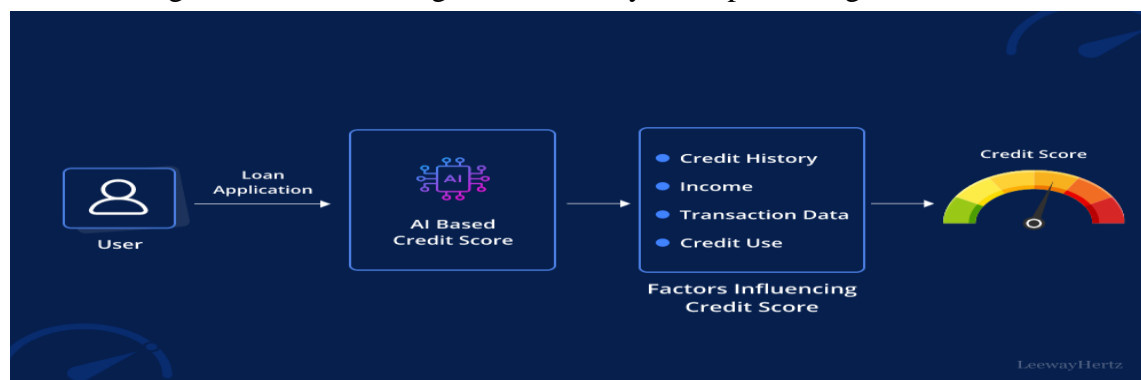 Loan
Application
User
AI
AI Based
Credit Score
Credit History
Income
Transaction Data
Credit Use
Factors Influencing
Credit Score
Credit Score
LeewayHertz